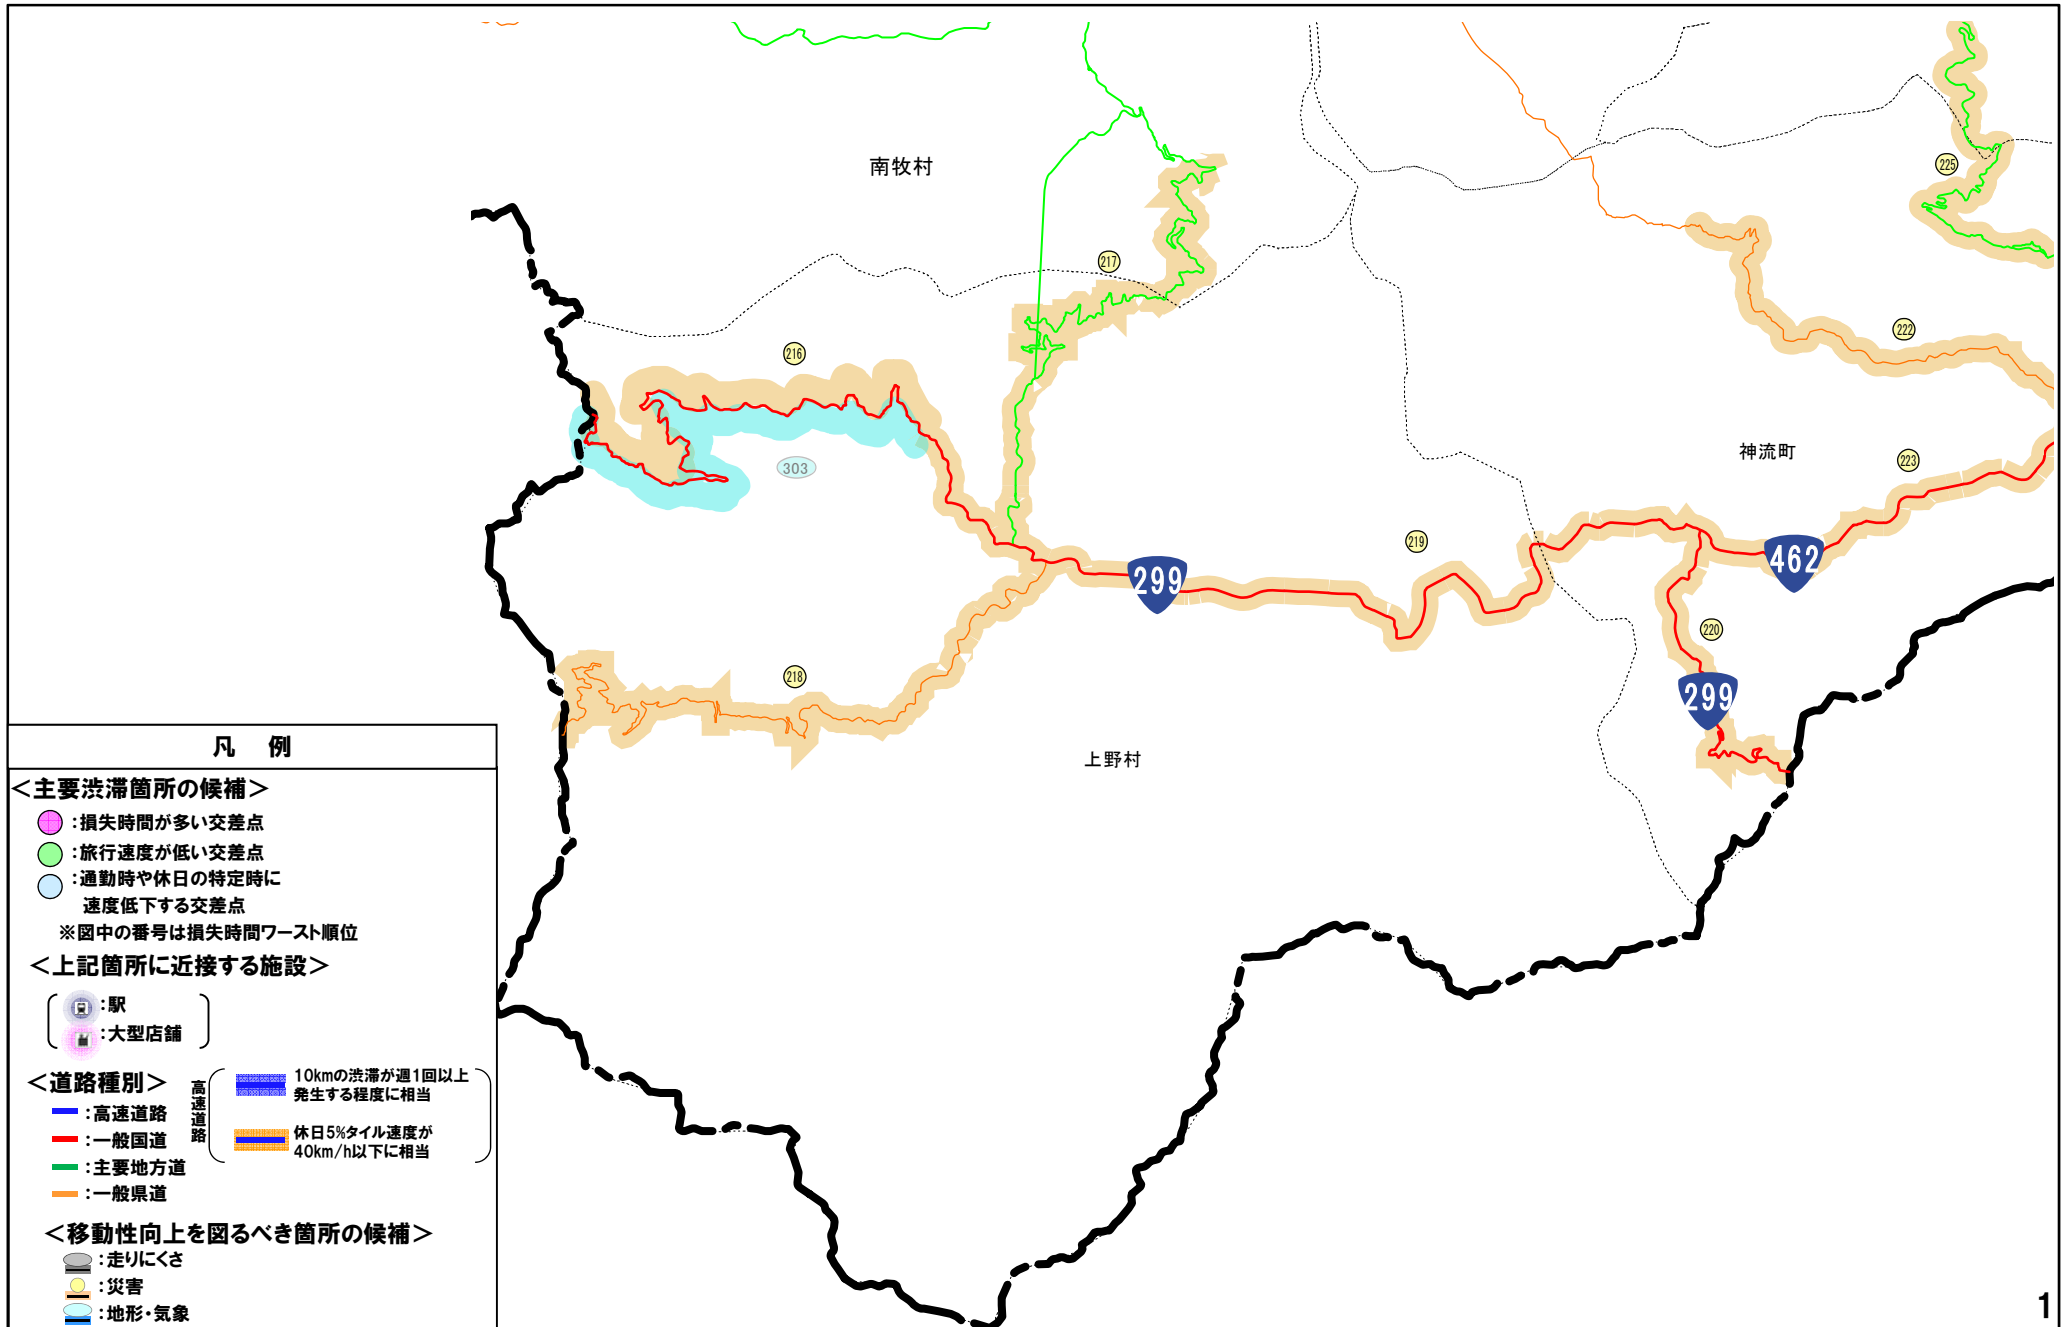 南牧村
225
217
222
216
神流町
223
303
219
462
299
220
218
299
上野村
凡 例
＜主要渋滞箇所の候補＞
:損失時間が多い交差点
:旅行速度が低い交差点
:通勤時や休日の特定時に
速度低下する交差点
※図中の番号は損失時間ワースト順位
＜上記箇所に近接する施設＞
:駅
:大型店舗
＜道路種別＞
:高速道路
:一般国道
:主要地方道
:一般県道
高速道路
10kmの渋滞が週1回以上
発生する程度に相当
休日5%タイル速度が
40km/h以下に相当
＜移動性向上を図るべき箇所の候補＞
:走りにくさ
:災害
:地形・気象
1